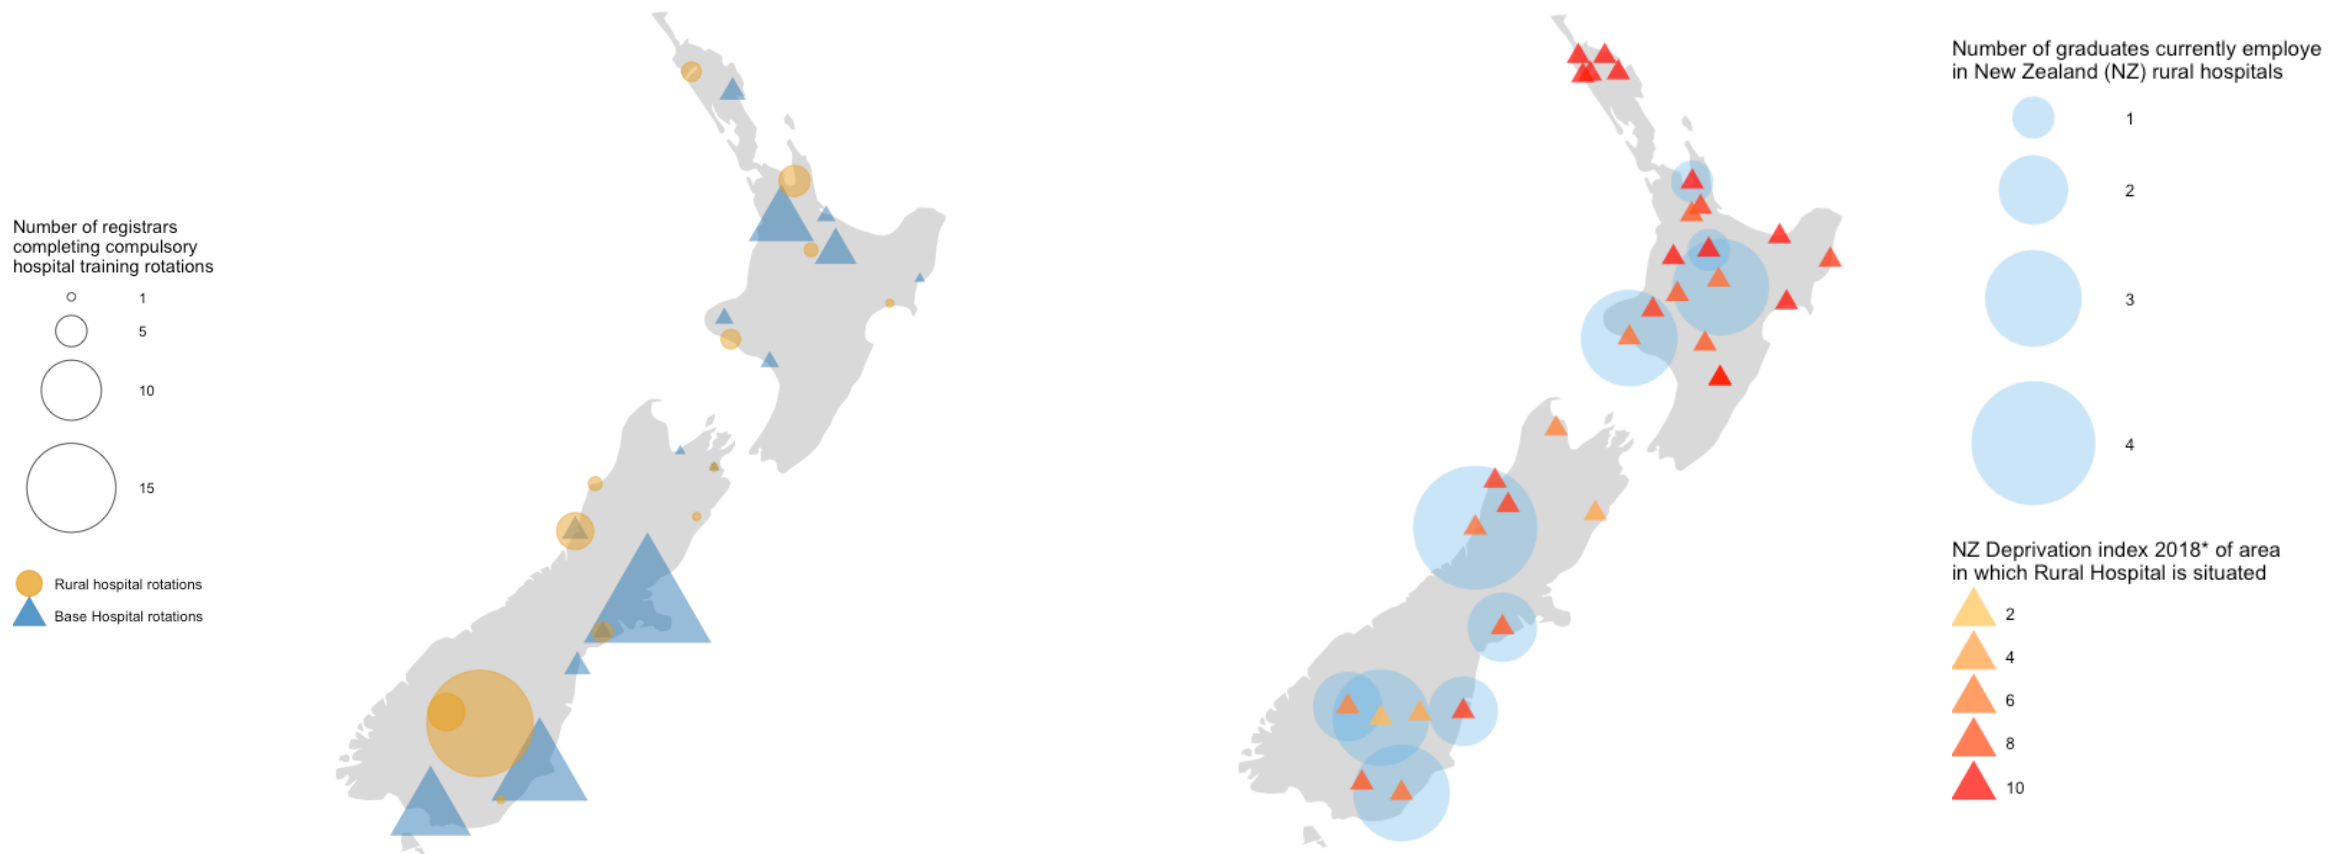 Number of registrars
completing compulsory
hospital training rotations
1
5
10
15
Rural hospital rotations
Base Hospital rotations
Number of graduates currently employe
in New Zealand (NZ) rural hospitals
1
2
3
4
NZ Deprivation index 2018* of area
in which Rural Hospital is situated
2
4
6
8
10